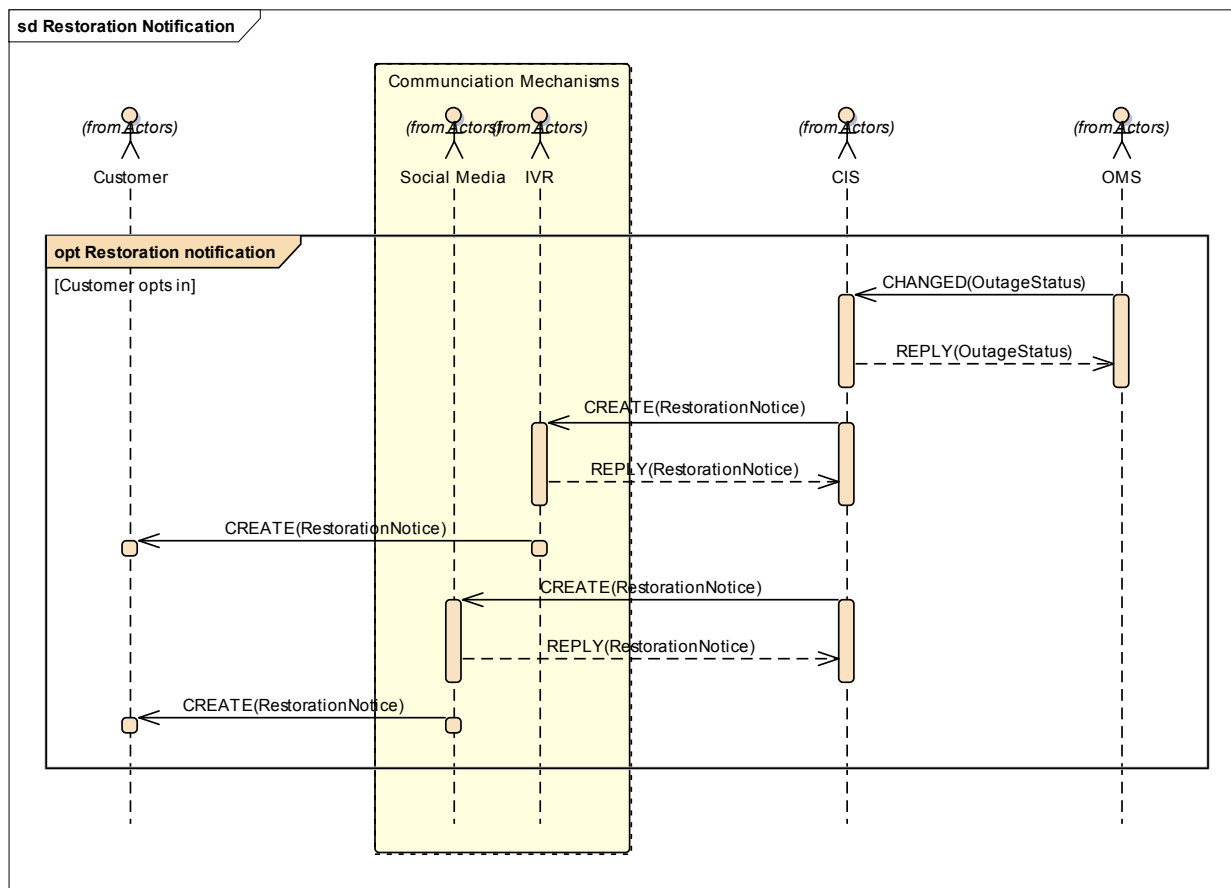 sd Restoration Notification
Communciation Mechanisms
(from Actors)
(from Actors)
(from Actors)
(from Actors)
(from Actors)
Customer
Social Media
IVR
CIS
OMS
opt Restoration notification
[Customer opts in]
CHANGED(OutageStatus)
REPLY(OutageStatus)
CREATE(RestorationNotice)
REPLY(RestorationNotice)
CREATE(RestorationNotice)
CREATE(RestorationNotice)
REPLY(RestorationNotice)
CREATE(RestorationNotice)